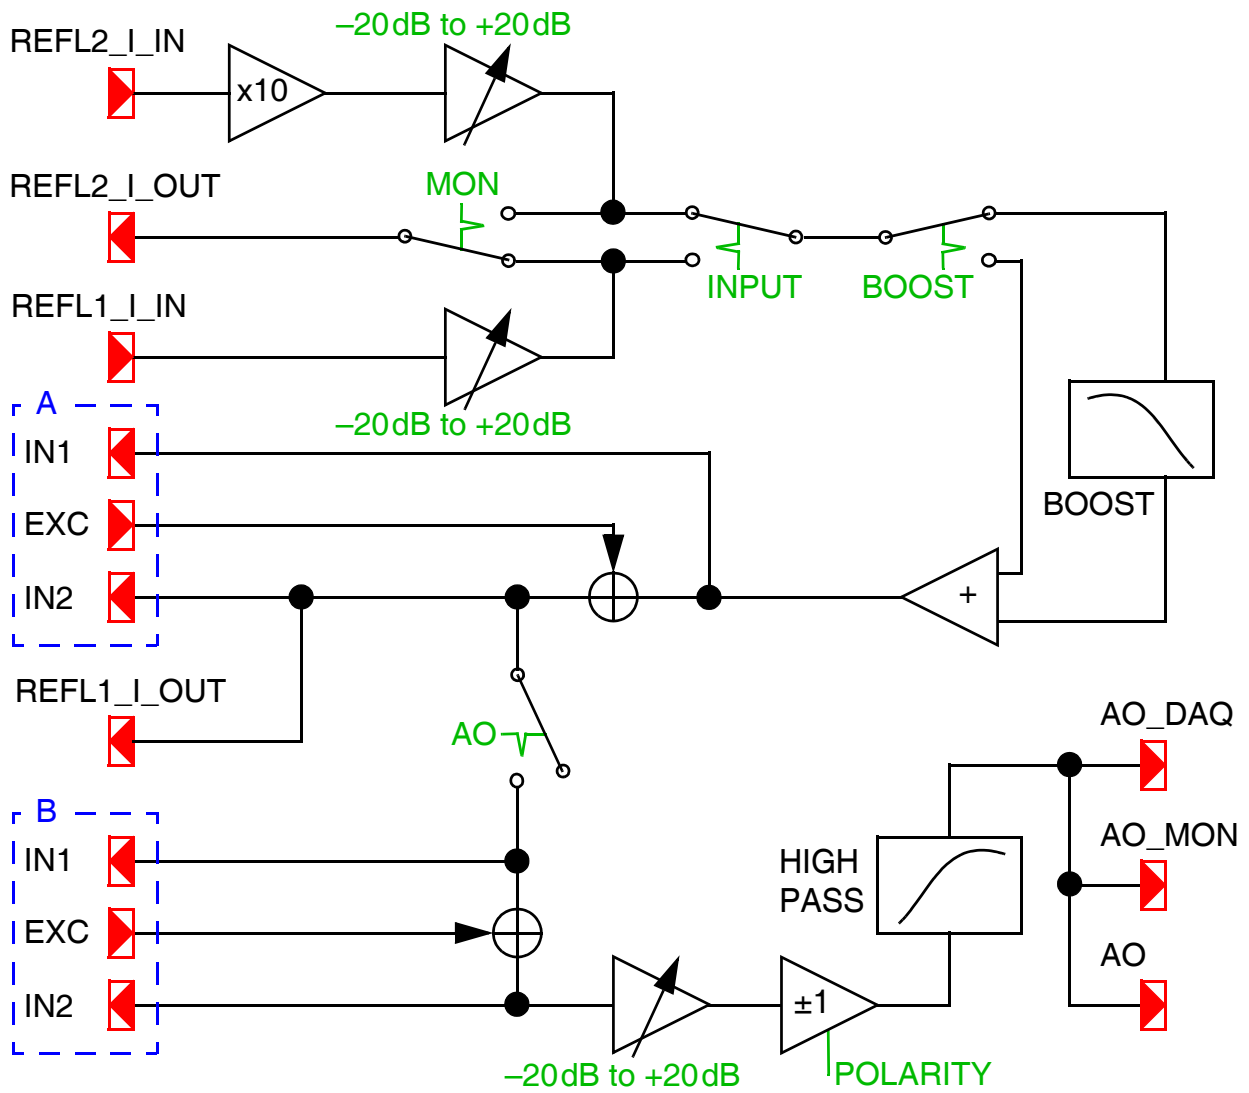 –20dB to +20dB
REFL2_I_IN
x10
REFL2_I_OUT
MON
INPUT
BOOST
REFL1_I_IN
–20dB to +20dB
A
IN1
EXC
IN2
BOOST
+
REFL1_I_OUT
AO
AO_DAQ
B
IN1
EXC
IN2
HIGH
PASS
AO_MON
AO
±1
–20dB to +20dB
POLARITY